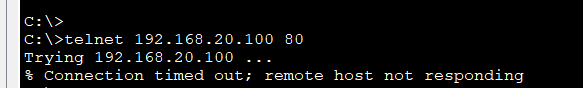 C:\>
C:\>telnet 192.168.20.100 80
Trying 192.168.20.100 ...
% Connection timed out; remote host not responding